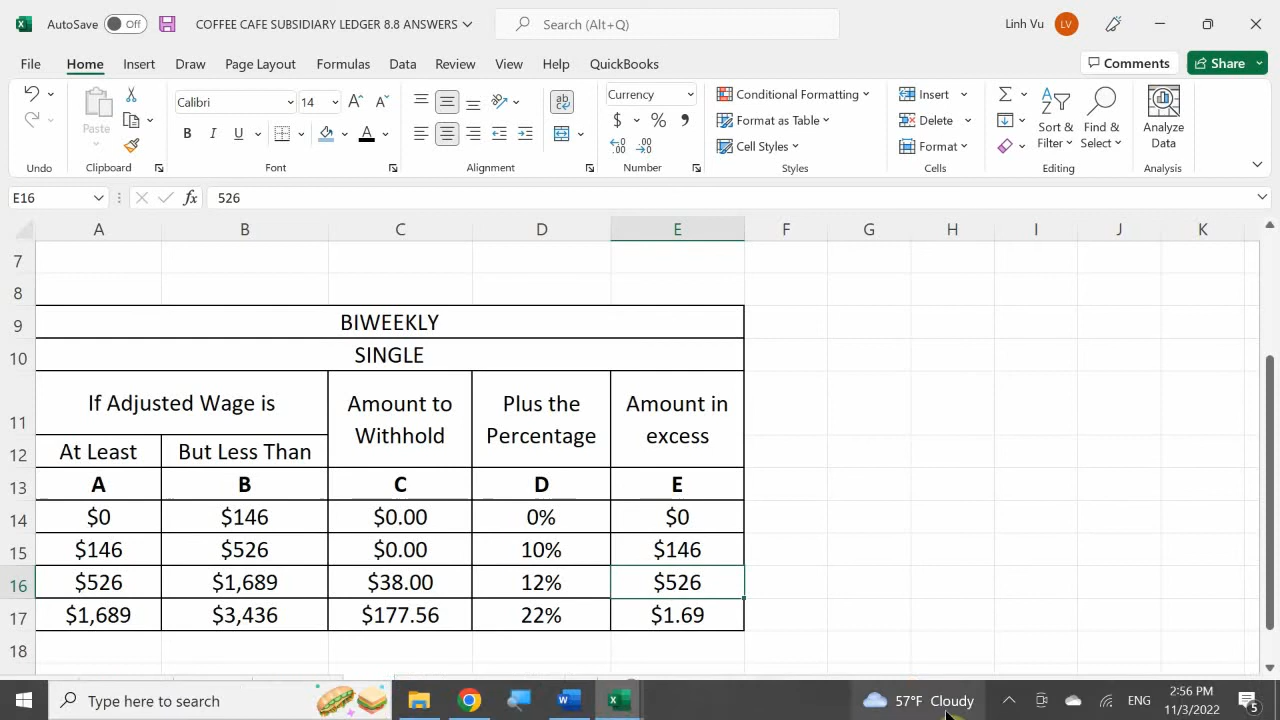 AutoSave Off COFFEE CAFE SUBSIDIARY LEDGER 8.8 ANSWERS Search (Alt+Q) Linh Vu LV
File Home Insert Draw Page Layout Formulas Data Review View Help QuickBooks Comments Share
Calibri 14 Currency Conditional Formatting Insert
Paste B I U $ % Format as Table Delete Sort & Filter Find & Select Analyze Data
Cell Styles Format
Undo Clipboard Font Alignment Number Styles Cells Editing Analysis
E16 fx 526
A B C D E F G H I J K
7
8
9 BIWEEKLY
10 SINGLE
11 If Adjusted Wage is Amount to Withhold Plus the Percentage Amount in excess
12 At Least But Less Than
13 A B C D E
14 $0 $146 $0.00 0% $0
15 $146 $526 $0.00 10% $146
16 $526 $1,689 $38.00 12% $526
17 $1,689 $3,436 $177.56 22% $1.69
18
Type here to search 57°F Cloudy ENG 2:56 PM
11/3/2022 5